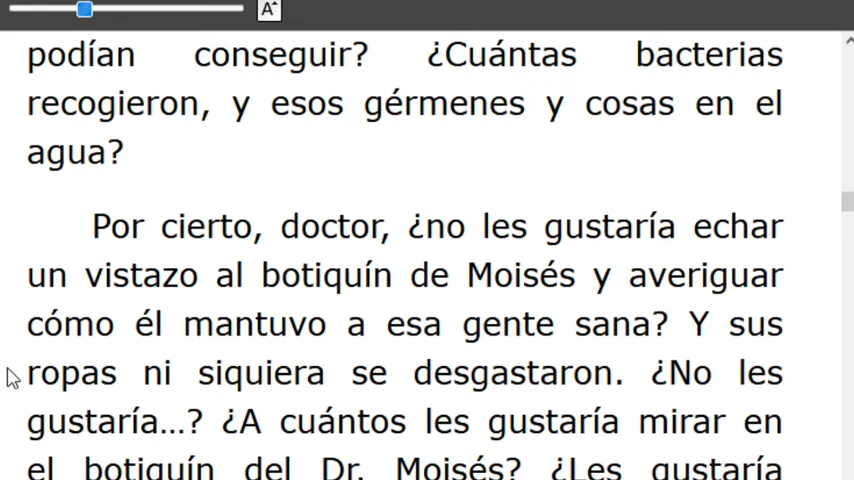 A
podían conseguir? ¿Cuántas bacterias
recogieron, y esos gérmenes y cosas en el
agua?
Por cierto, doctor, ¿no les gustaría echar
un vistazo al botiquín de Moisés y averiguar
cómo él mantuvo a esa gente sana? Y sus
ropas ni siquiera se desgastaron. ¿No les
gustaría...? ¿A cuántos les gustaría mirar en
el botiquín del Dr. Moisés? ¿Les gustaría